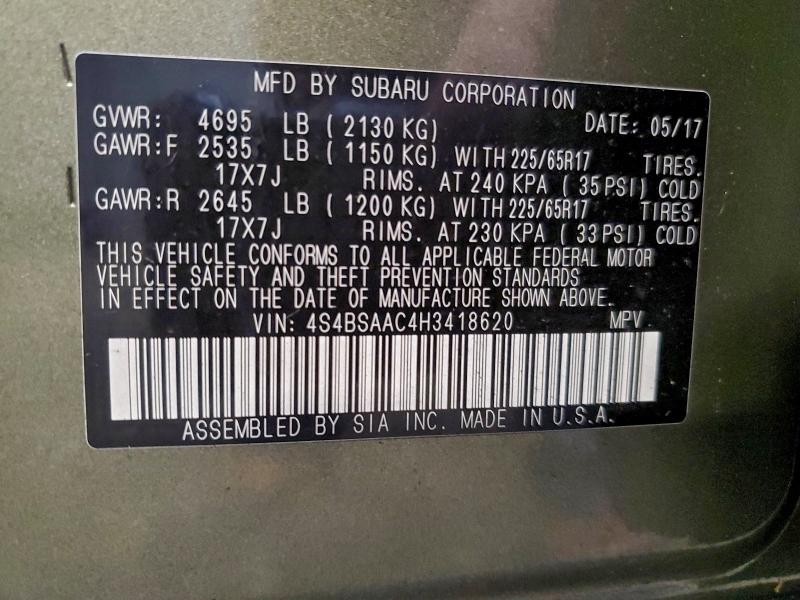 MFD BY SUBARU CORPORATION
GVWR: 4695 LB ( 2130 KG) DATE: 05/17
GAWR:F 2535 LB ( 1150 KG) WITH 225/65R17 TIRES.
17X7J RIMS. AT 240 KPA ( 35 PSI) COLD
GAWR:R 2645 LB ( 1200 KG) WITH 225/65R17 TIRES.
17X7J RIMS. AT 230 KPA ( 33 PSI) COLD
THIS VEHICLE CONFORMS TO ALL APPLICABLE FEDERAL MOTOR
VEHICLE SAFETY AND THEFT PREVENTION STANDARDS
IN EFFECT ON THE DATE OF MANUFACTURE SHOWN ABOVE.
VIN: 4S4BSAAC4H3418620 MPV
ASSEMBLED BY SIA INC. MADE IN U.S.A.